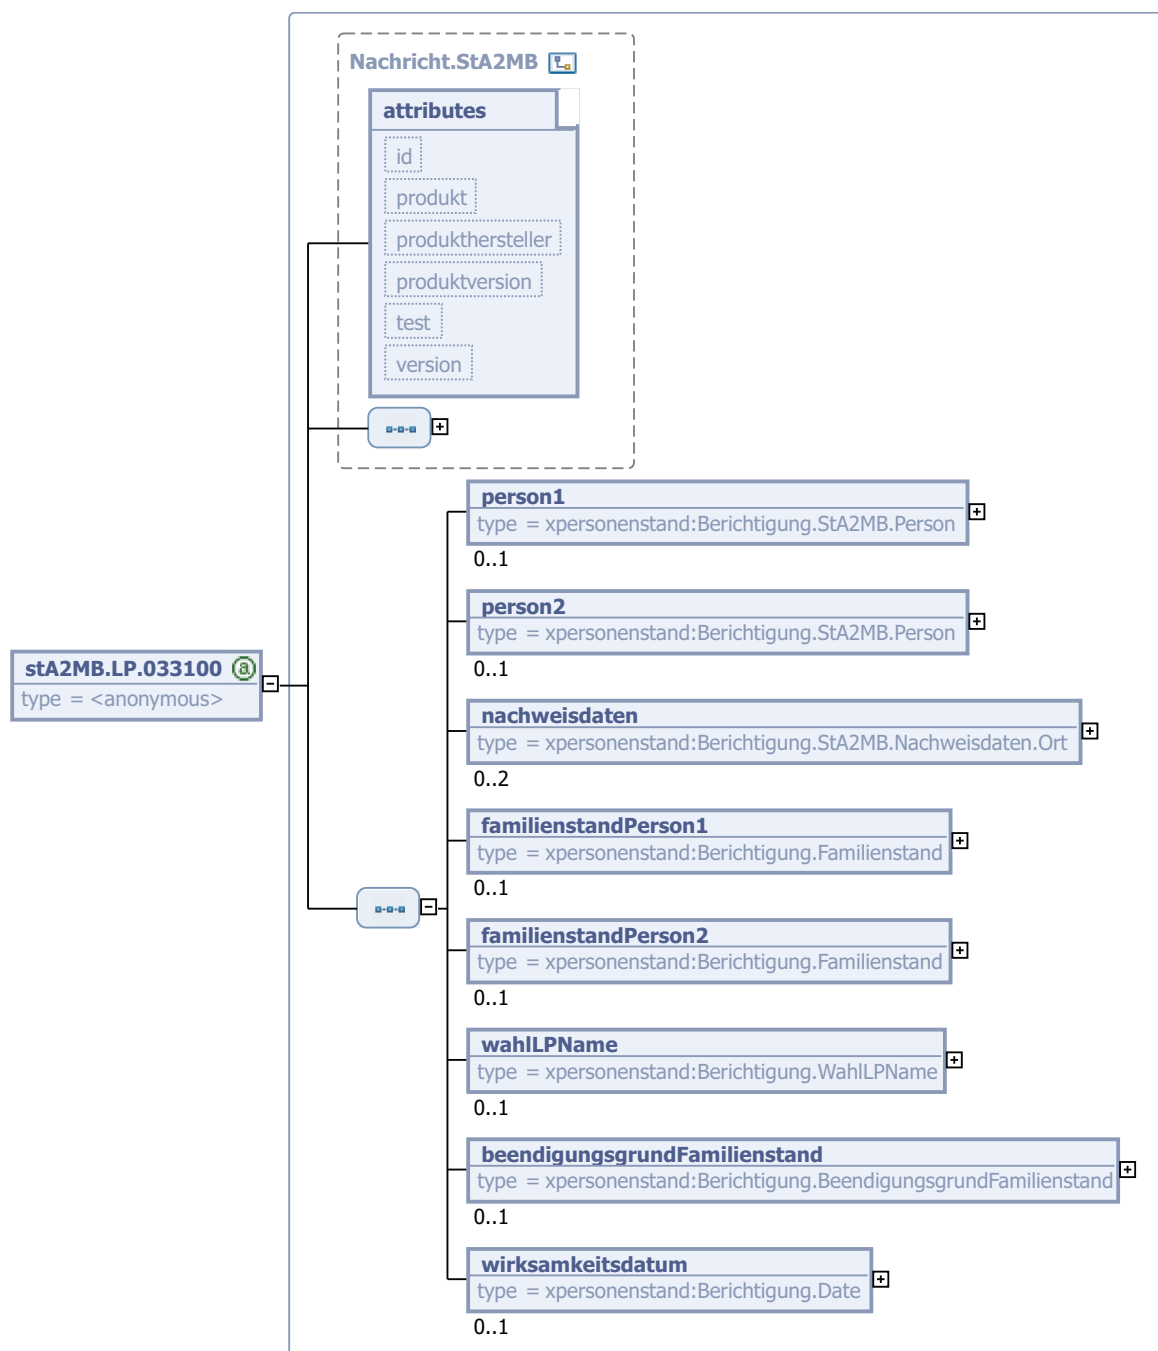 Nachricht.StA2MB
attributes
id
produkt
produkthersteller
produktversion
test
version
person1
type = xpersonenstand:Berichtigung.StA2MB.Person
0..1
person2
type = xpersonenstand:Berichtigung.StA2MB.Person
0..1
stA2MB.LP.033100 @
type = <anonymous>
nachweisdaten
type = xpersonenstand:Berichtigung.StA2MB.Nachweisdaten.Ort
0..2
familienstandPerson1
type = xpersonenstand:Berichtigung.Familienstand
0..1
familienstandPerson2
type = xpersonenstand:Berichtigung.Familienstand
0..1
wahlLPName
type = xpersonenstand:Berichtigung.WahlLPName
0..1
beendigungsgrundFamilienstand
type = xpersonenstand:Berichtigung.BeendigungsgrundFamilienstand
0..1
wirksamkeitsdatum
type = xpersonenstand:Berichtigung.Date
0..1